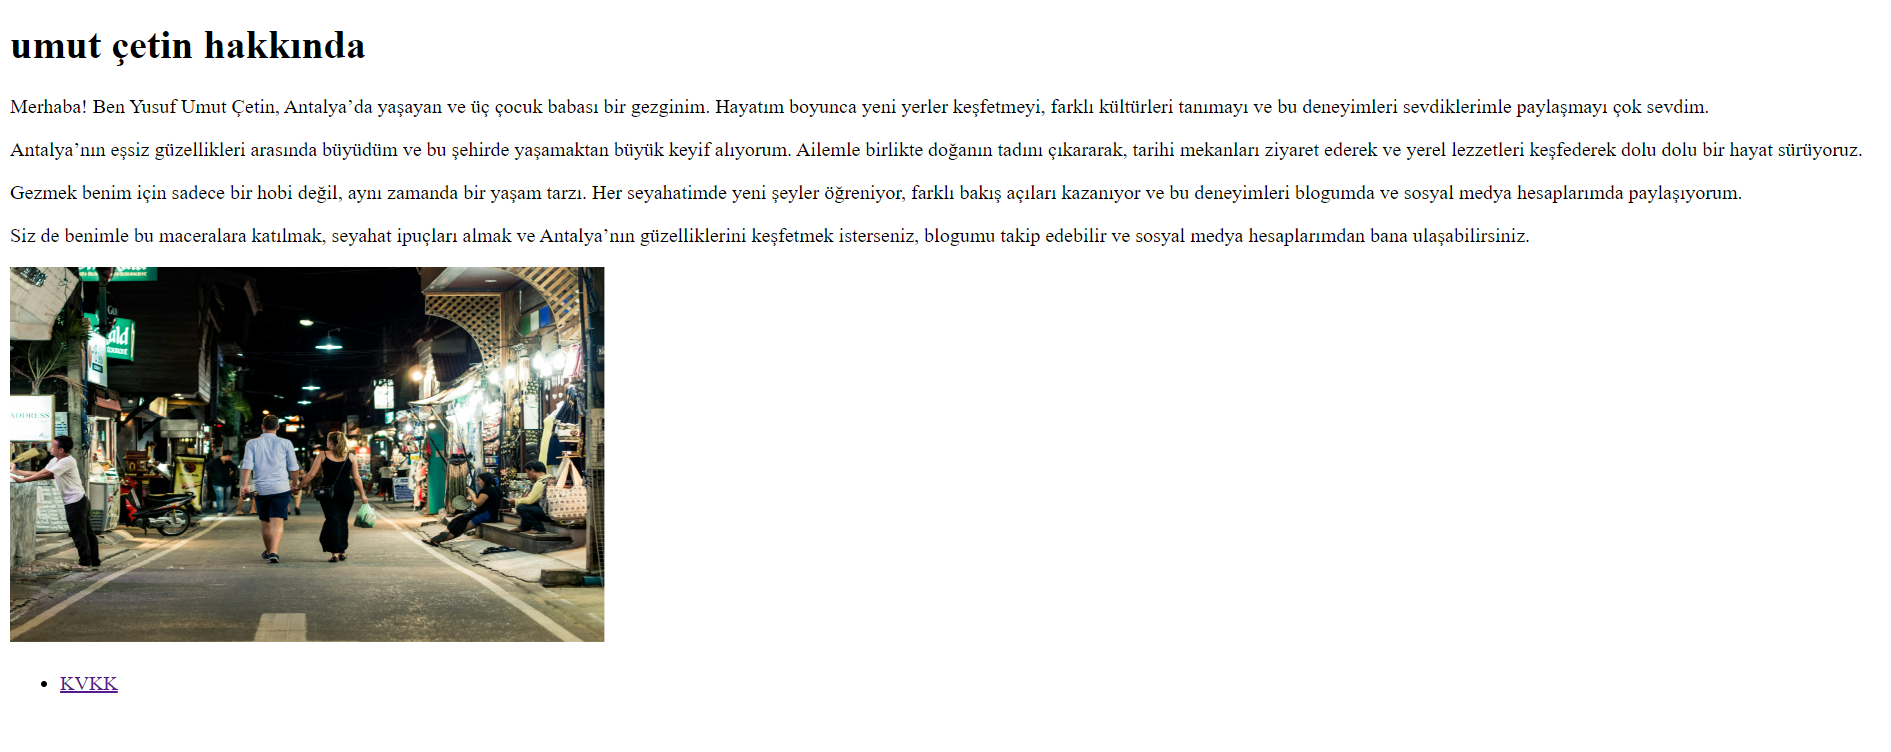 umut çetin hakkında
Merhaba! Ben Yusuf Umut Çetin, Antalya’da yaşayan ve üç çocuk babası bir gezginim. Hayatım boyunca yeni yerler keşfetmeyi, farklı kültürleri tanımayı ve bu deneyimleri sevdiklerimle paylaşmayı çok sevdim.
Antalya’nın eşsiz güzellikleri arasında büyüdüm ve bu şehirde yaşamaktan büyük keyif alıyorum. Ailemle birlikte doğanın tadını çıkararak, tarihi mekanları ziyaret ederek ve yerel lezzetleri keşfederek dolu dolu bir hayat sürüyoruz.
Gezmek benim için sadece bir hobi değil, aynı zamanda bir yaşam tarzı. Her seyahatimde yeni şeyler öğreniyor, farklı bakış açıları kazanıyor ve bu deneyimleri blogumda ve sosyal medya hesaplarımda paylaşıyorum.
Siz de benimle bu maceralara katılmak, seyahat ipuçları almak ve Antalya’nın güzelliklerini keşfetmek isterseniz, blogumu takip edebilir ve sosyal medya hesaplarımdan bana ulaşabilirsiniz.
ADDRESS
KVKK